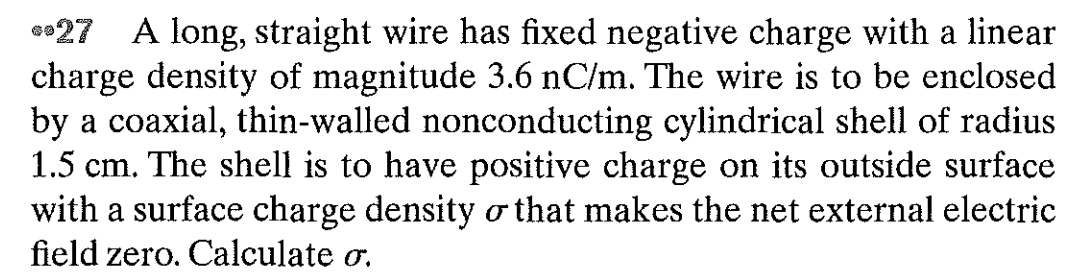 ••27 A long, straight wire has fixed negative charge with a linear
charge density of magnitude 3.6 nC/m. The wire is to be enclosed
by a coaxial, thin-walled nonconducting cylindrical shell of radius
1.5 cm. The shell is to have positive charge on its outside surface
with a surface charge density σ that makes the net external electric
field zero. Calculate σ.